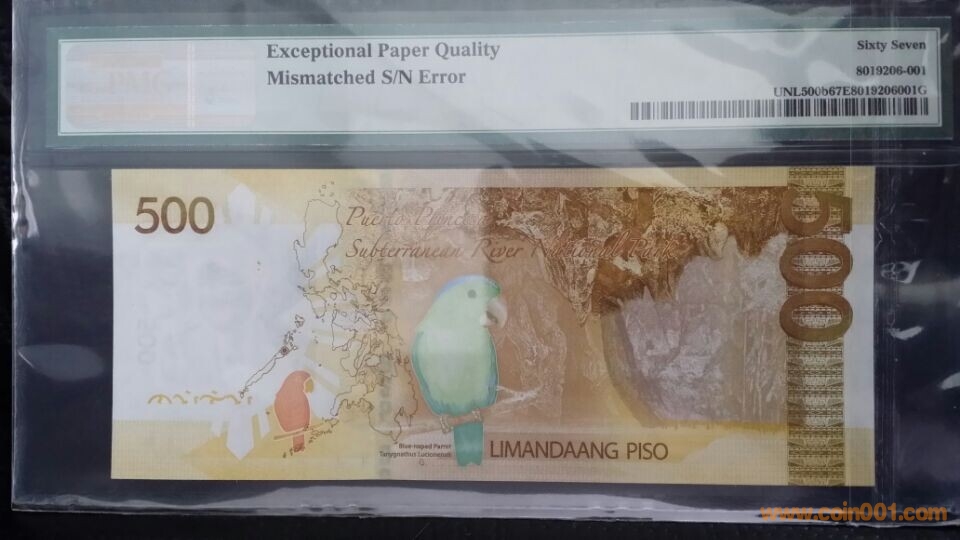 Exceptional Paper Quality
Mismatched S/N Error
Sixty Seven
8019206-001
UNL500b67E8019206001G
PMG
500
Puerto Princesa
Subterranean River National Park
500
Blue-naped Parrot
Tanygnathus Lucionensis
LIMANDAANG PISO
www.coin001.com